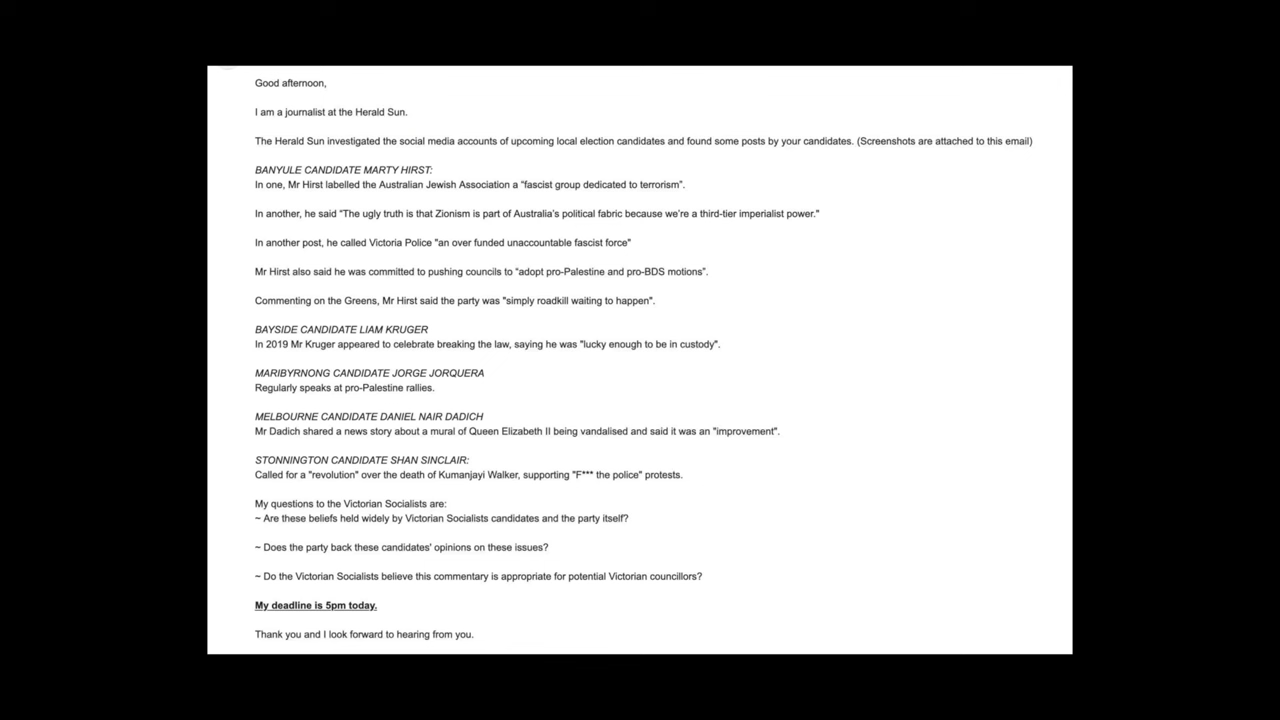 Good afternoon,
I am a journalist at the Herald Sun.
The Herald Sun investigated the social media accounts of upcoming local election candidates and found some posts by your candidates. (Screenshots are attached to this email)
BANYULE CANDIDATE MARTY HIRST:
In one, Mr Hirst labelled the Australian Jewish Association a “fascist group dedicated to terrorism”.
In another, he said “The ugly truth is that Zionism is part of Australia’s political fabric because we’re a third-tier imperialist power."
In another post, he called Victoria Police "an over funded unaccountable fascist force"
Mr Hirst also said he was committed to pushing councils to “adopt pro-Palestine and pro-BDS motions”.
Commenting on the Greens, Mr Hirst said the party was "simply roadkill waiting to happen".
BAYSIDE CANDIDATE LIAM KRUGER
In 2019 Mr Kruger appeared to celebrate breaking the law, saying he was "lucky enough to be in custody".
MARIBYRNONG CANDIDATE JORGE JORQUERA
Regularly speaks at pro-Palestine rallies.
MELBOURNE CANDIDATE DANIEL NAIR DADICH
Mr Dadich shared a news story about a mural of Queen Elizabeth II being vandalised and said it was an "improvement".
STONNINGTON CANDIDATE SHAN SINCLAIR:
Called for a "revolution" over the death of Kumanjayi Walker, supporting "F*** the police" protests.
My questions to the Victorian Socialists are:
~ Are these beliefs held widely by Victorian Socialists candidates and the party itself?
~ Does the party back these candidates' opinions on these issues?
~ Do the Victorian Socialists believe this commentary is appropriate for potential Victorian councillors?
My deadline is 5pm today.
Thank you and I look forward to hearing from you.